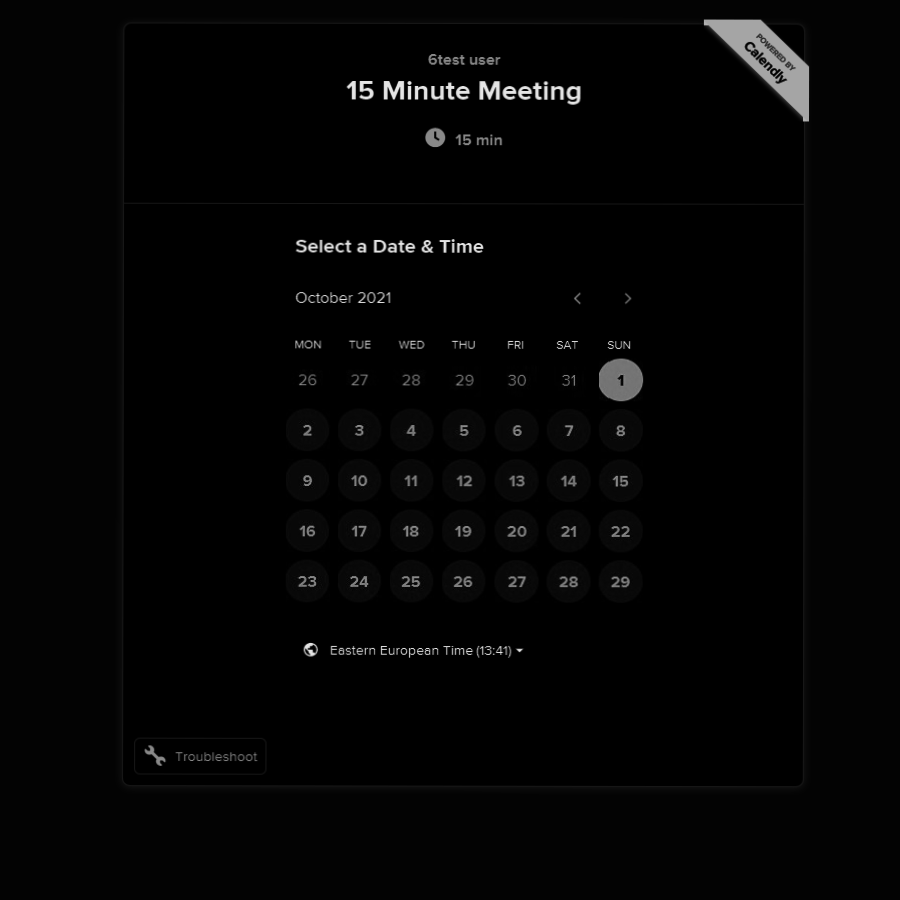 POWERED BY
Calendly
6test user
15 Minute Meeting
15 min
Select a Date & Time
October 2021
MON TUE WED THU FRI SAT SUN
26 27 28 29 30 31 1
2 3 4 5 6 7 8
9 10 11 12 13 14 15
16 17 18 19 20 21 22
23 24 25 26 27 28 29
Eastern European Time (13:41)
Troubleshoot